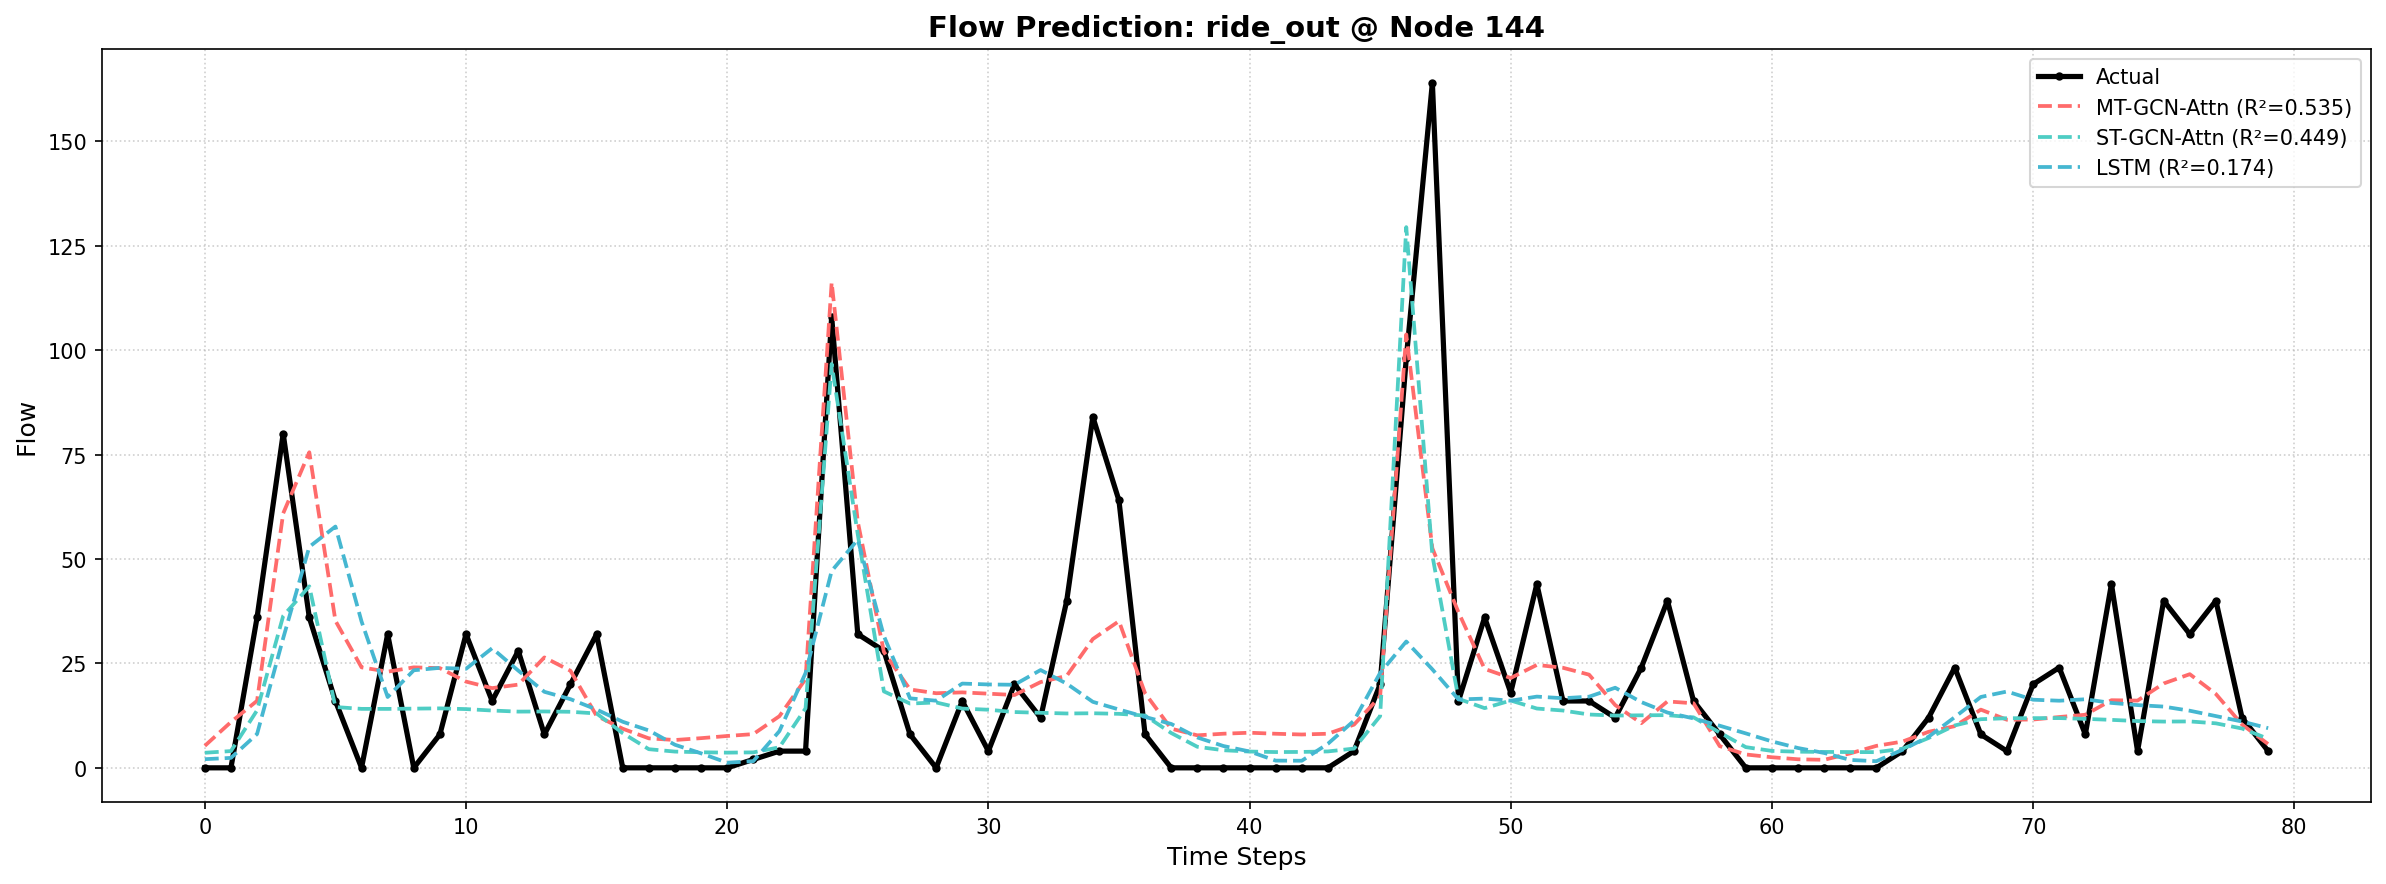 Flow Prediction: ride_out @ Node 144
Actual
MT-GCN-Attn (R²=0.535)
ST-GCN-Attn (R²=0.449)
LSTM (R²=0.174)
Flow
150
125
100
75
50
25
0
0 10 20 30 40 50 60 70 80
Time Steps